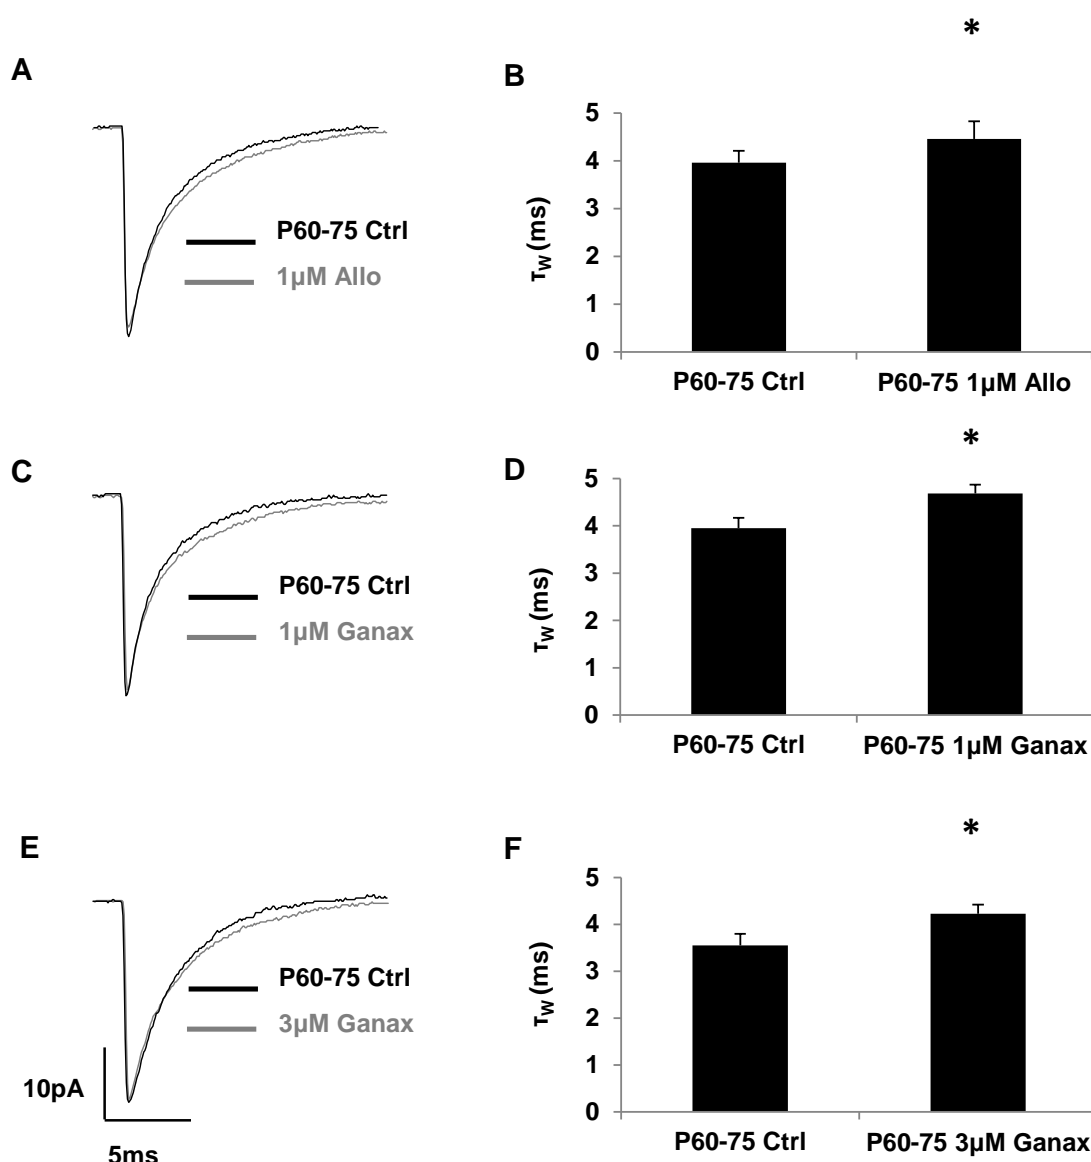 A
P60-75 Ctrl
1µM Allo
B
*
5
4
3
2
1
0
τW (ms)
P60-75 Ctrl
P60-75 1µM Allo
C
P60-75 Ctrl
1µM Ganax
D
*
5
4
3
2
1
0
τW (ms)
P60-75 Ctrl
P60-75 1µM Ganax
E
P60-75 Ctrl
3µM Ganax
10pA
5ms
F
*
5
4
3
2
1
0
τW (ms)
P60-75 Ctrl
P60-75 3µM Ganax